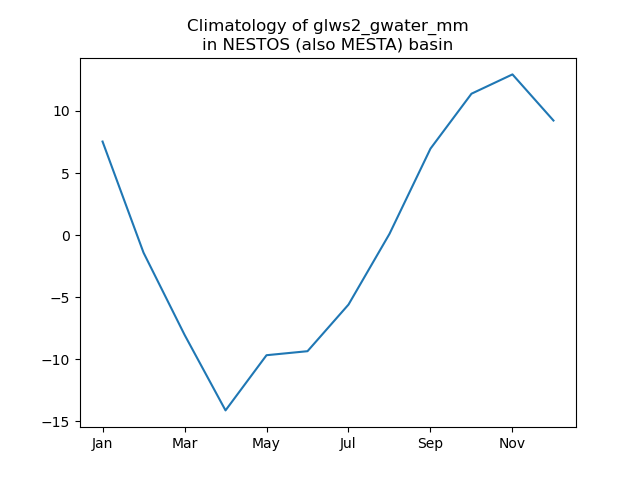 Climatology of glws2_gwater_mm
in NESTOS (also MESTA) basin
10
5
0
−5
−10
−15
Jan
Mar
May
Jul
Sep
Nov